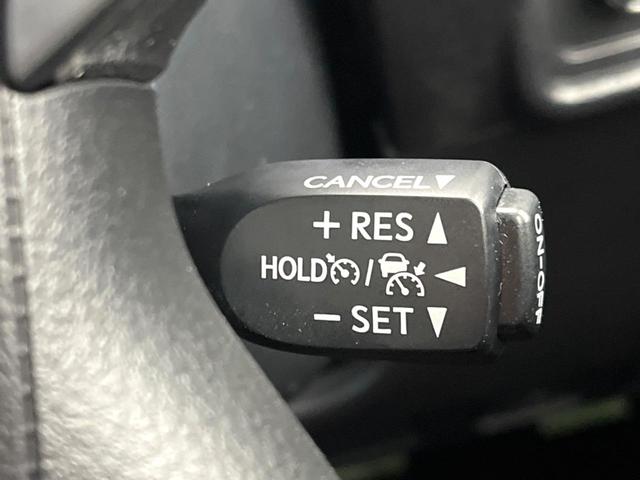 CANCEL▼
+ RES ▲
HOLD / ◀
− SET ▼
ON-OFF